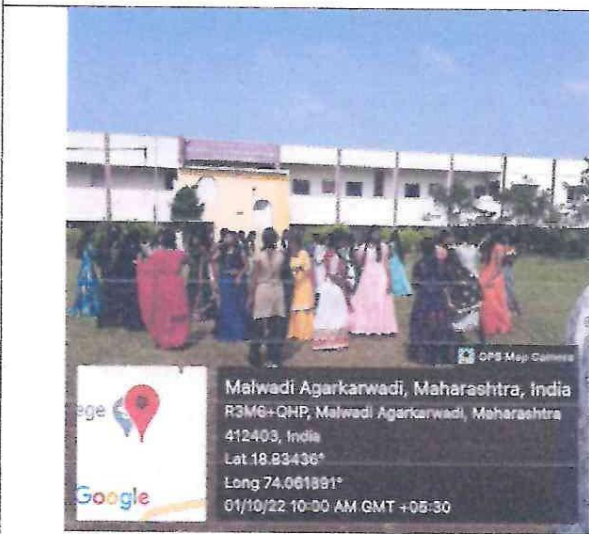 GPS Map Camera
Malwadi Agarkarwadi, Maharashtra, India
R3M6+QHP, Malwadi Agarkarwadi, Maharashtra
412403, India
Lat 18.83436°
Long 74.061891°
01/10/22 10:00 AM GMT +05:30
ege
Google